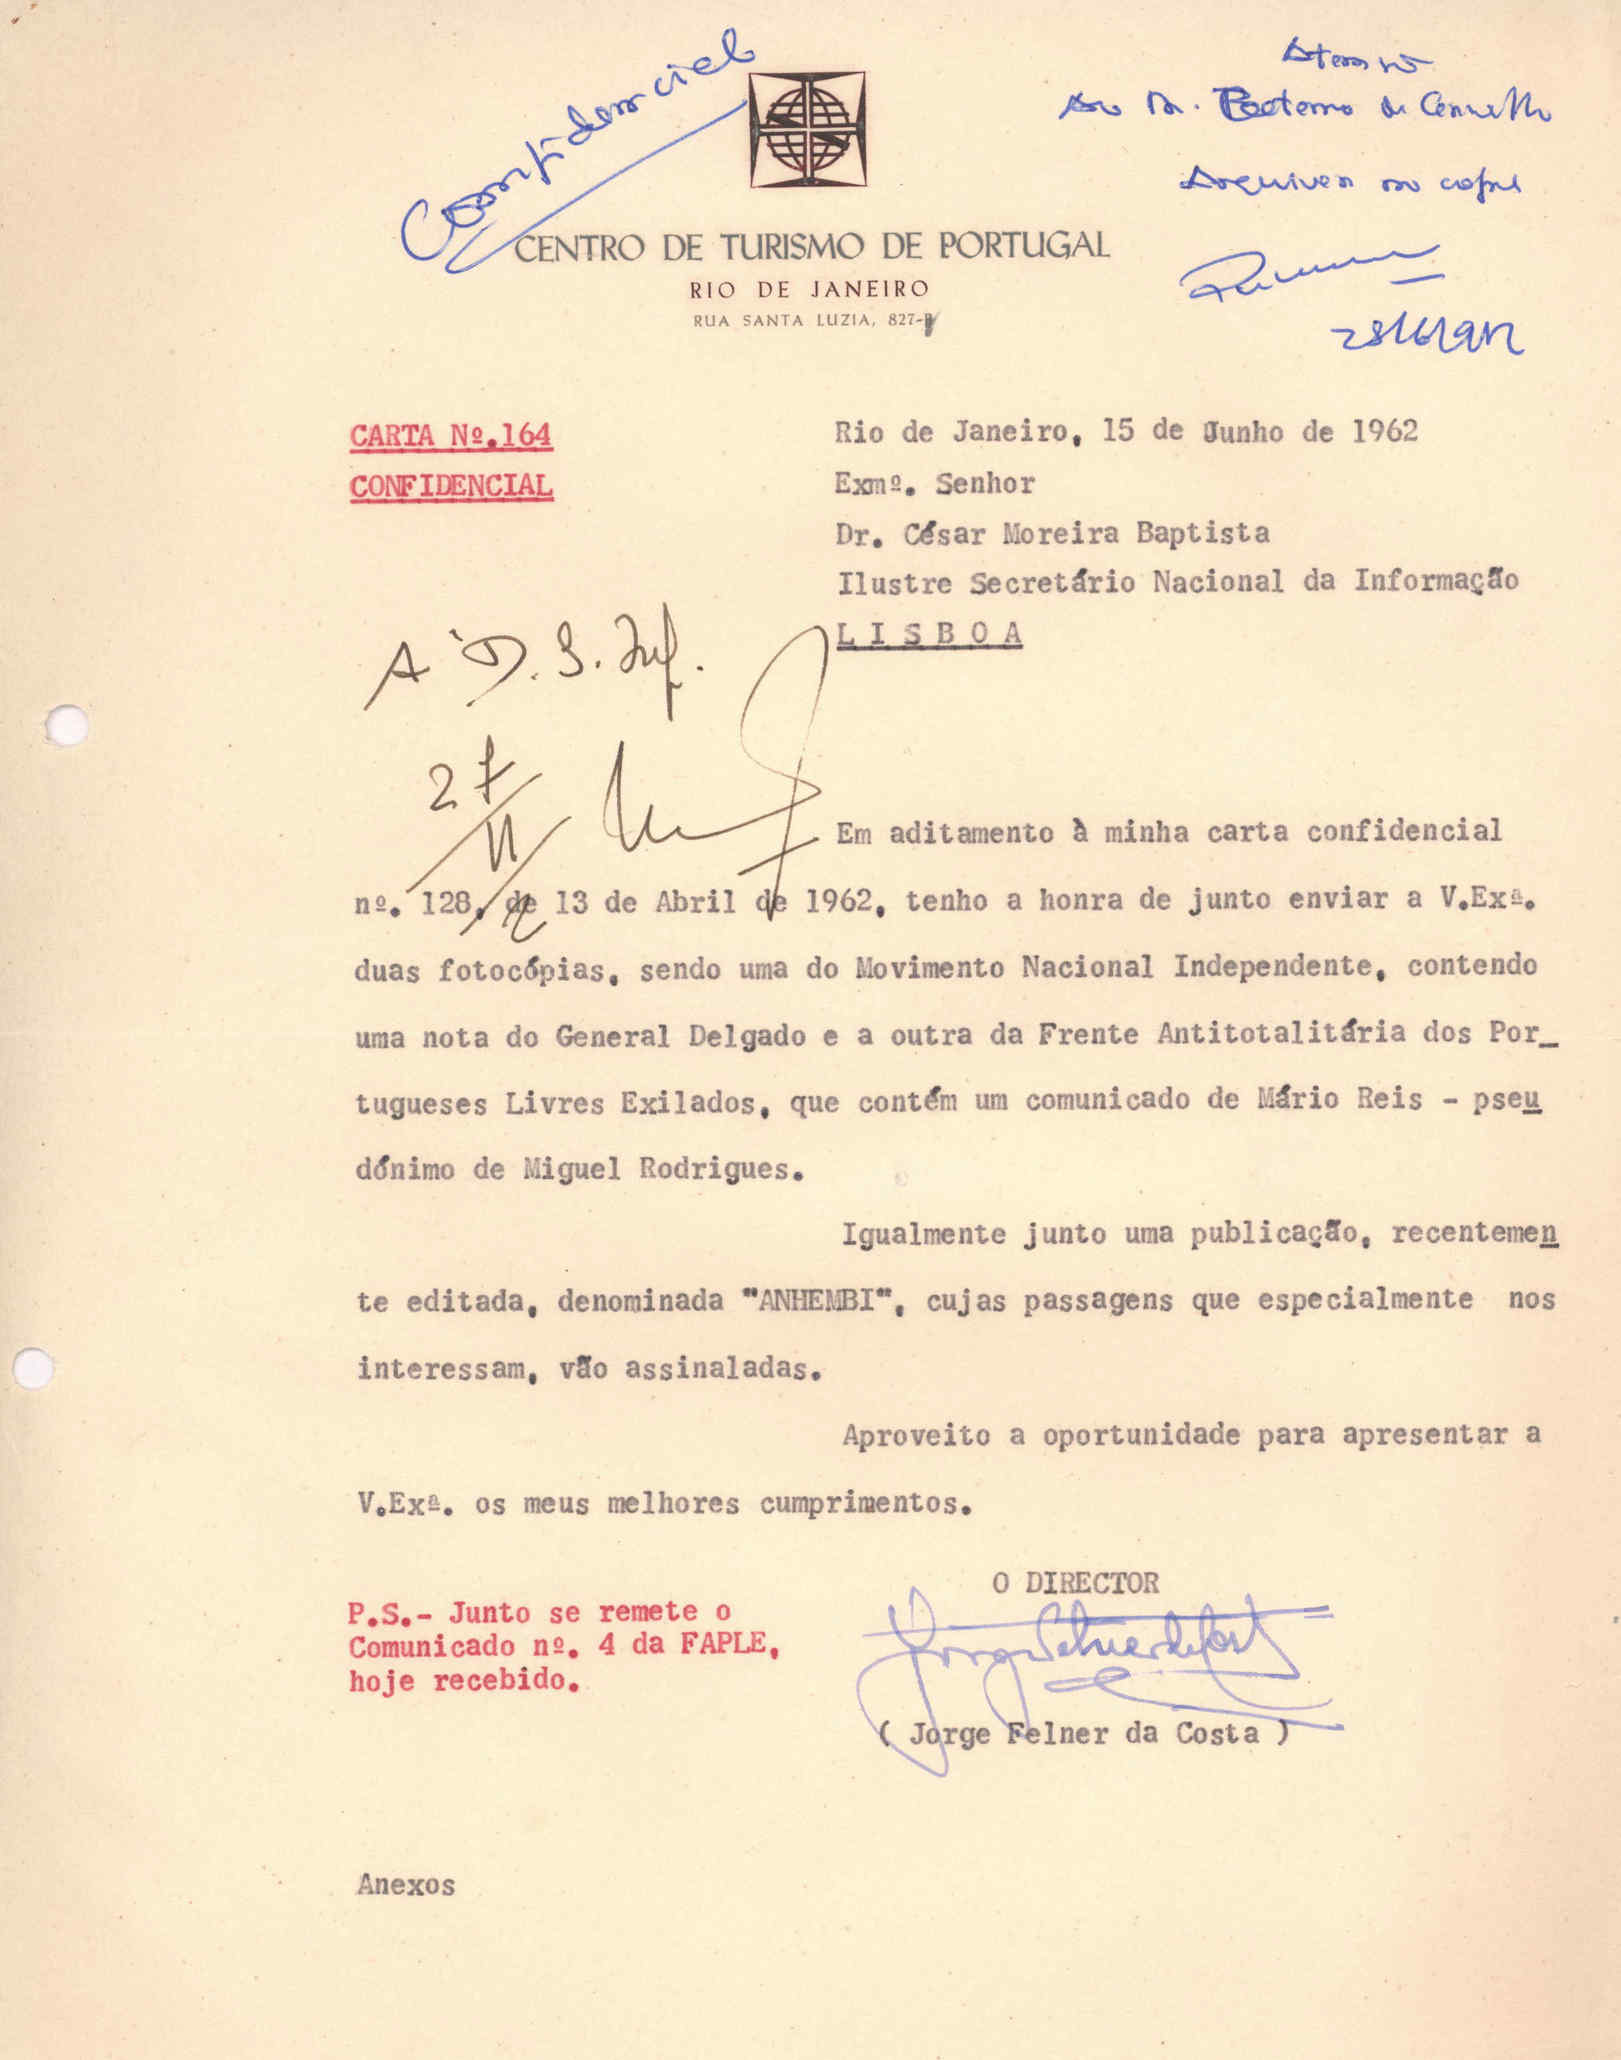 Confidencial
CENTRO DE TURISMO DE PORTUGAL
RIO DE JANEIRO
RUA SANTA LUZIA, 827-B
Arquivar no cofre
CARTA Nº.164
CONFIDENCIAL
Rio de Janeiro, 15 de Junho de 1962
Exmº. Senhor
Dr. César Moreira Baptista
Ilustre Secretário Nacional da Informação
LISBOA
A D. S. Inf.
27
Em aditamento à minha carta confidencial
nº. 128, de 13 de Abril de 1962, tenho a honra de junto enviar a V.Exª.
duas fotocópias, sendo uma do Movimento Nacional Independente, contendo
uma nota do General Delgado e a outra da Frente Antitotalitária dos Por_
tugueses Livres Exilados, que contém um comunicado de Mário Reis - pseu
dónimo de Miguel Rodrigues.
Igualmente junto uma publicação, recentemen
te editada, denominada "ANHEMBI", cujas passagens que especialmente nos
interessam, vão assinaladas.
Aproveito a oportunidade para apresentar a
V.Exª. os meus melhores cumprimentos.
O DIRECTOR
P.S.- Junto se remete o
Comunicado nº. 4 da FAPLE,
hoje recebido.
( Jorge Felner da Costa )
Anexos